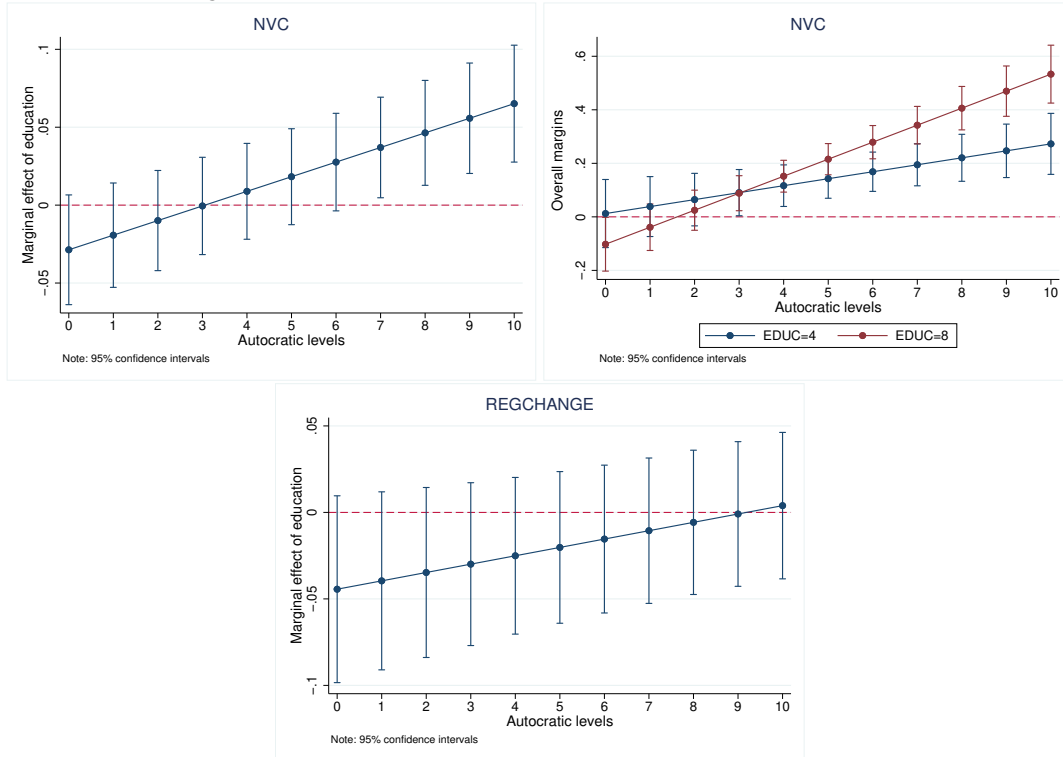 NVC
Marginal effect of education
.1
.05
0
-.05
0 1 2 3 4 5 6 7 8 9 10
Autocratic levels
Note: 95% confidence intervals
NVC
Overall margins
.6
.4
.2
0
-.2
0 1 2 3 4 5 6 7 8 9 10
Autocratic levels
EDUC=4 EDUC=8
Note: 95% confidence intervals
REGCHANGE
Marginal effect of education
.05
0
-.05
-.1
0 1 2 3 4 5 6 7 8 9 10
Autocratic levels
Note: 95% confidence intervals